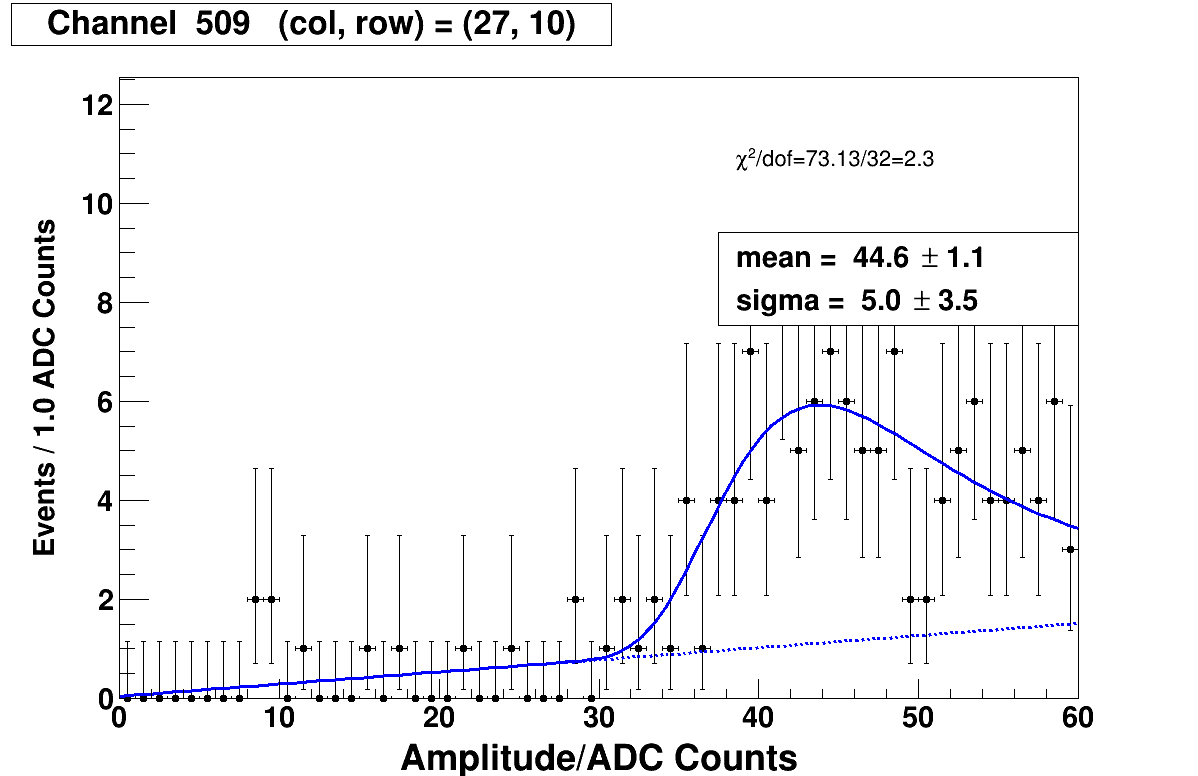 Channel 509 (col, row) = (27, 10)
12
10
8
6
4
2
0
Events / 1.0 ADC Counts
χ²/dof=73.13/32=2.3
mean = 44.6 ± 1.1
sigma = 5.0 ± 3.5
0 10 20 30 40 50 60
Amplitude/ADC Counts